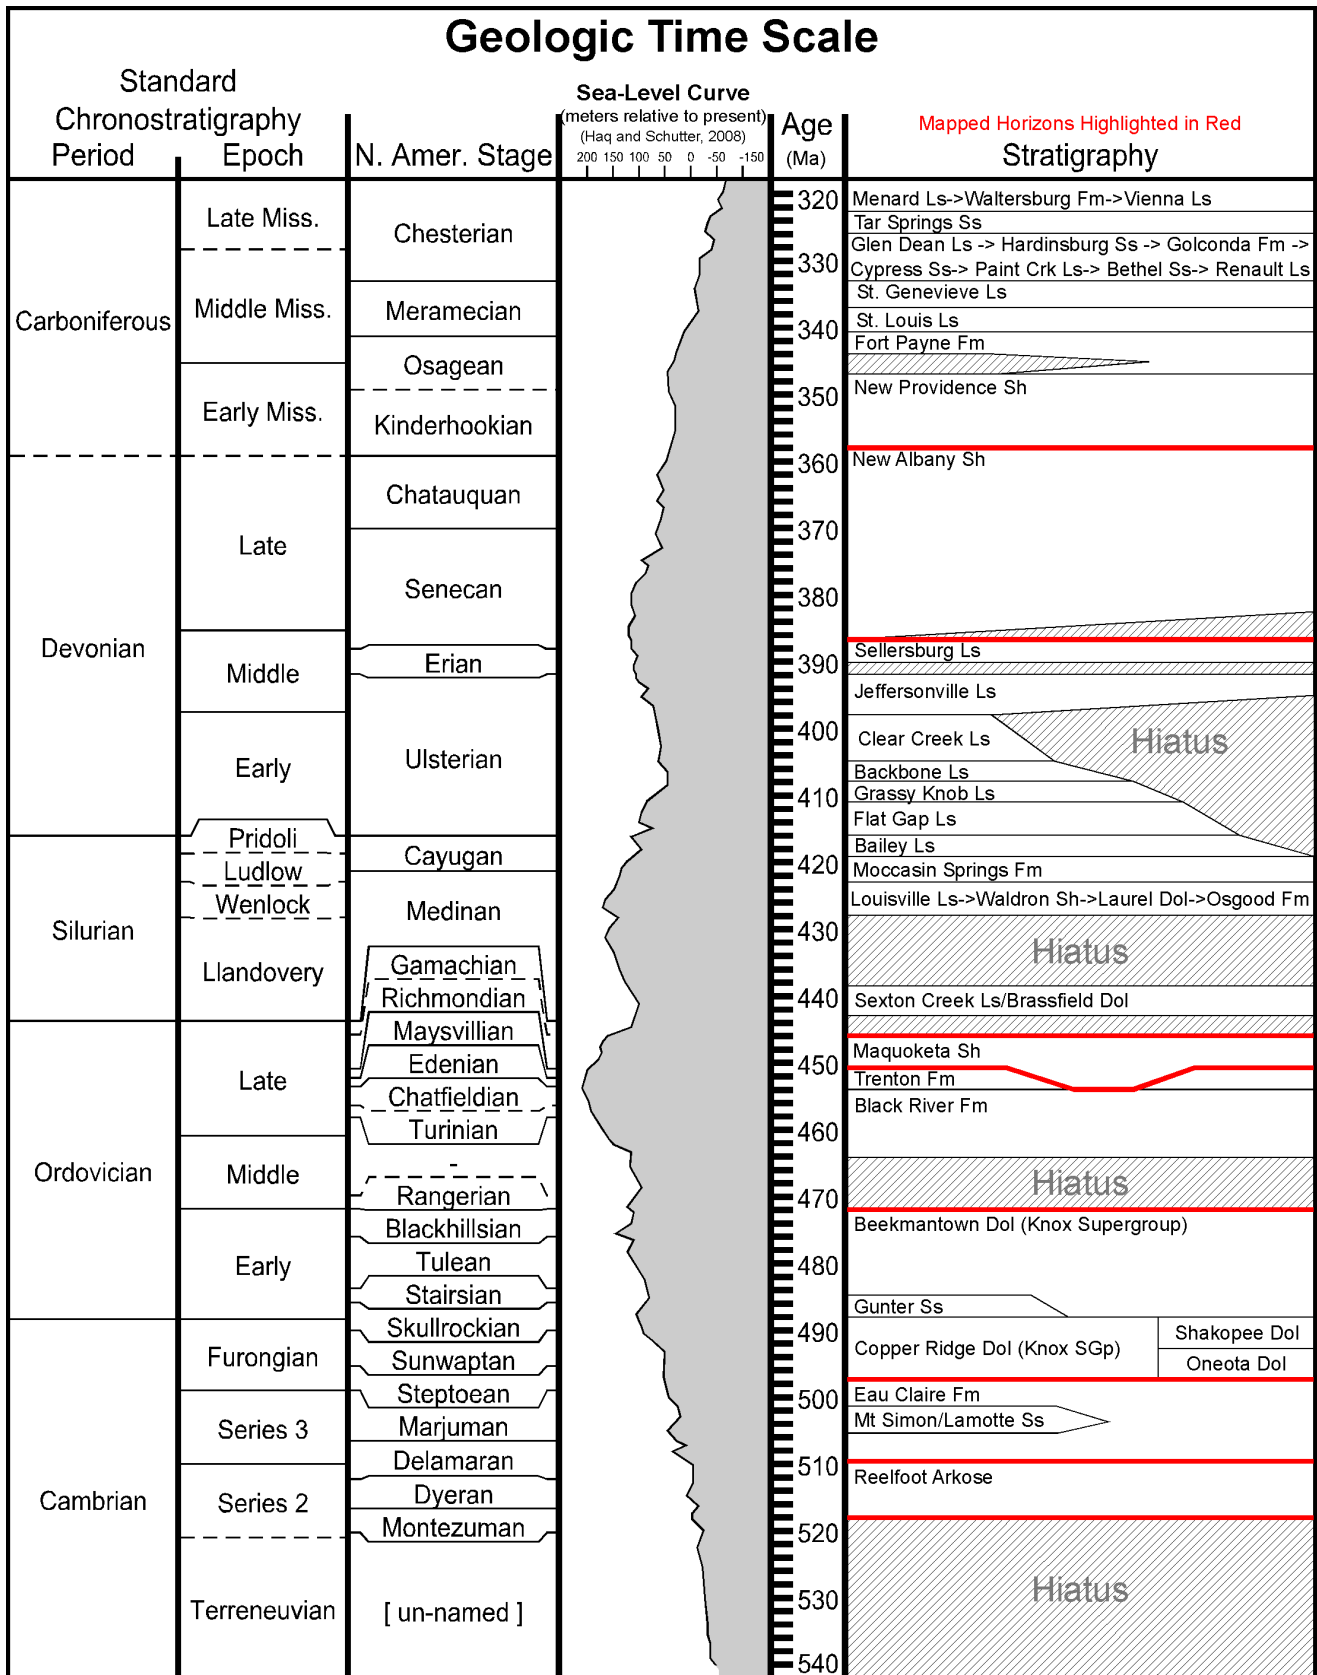 Geologic Time Scale
Standard
Chronostratigraphy
Period
Epoch
N. Amer. Stage
Sea-Level Curve
(meters relative to present)
(Haq and Schutter, 2008)
200 150 100 50 0 -50 -150
Age
(Ma)
Mapped Horizons Highlighted in Red
Stratigraphy
Carboniferous
Devonian
Silurian
Ordovician
Cambrian
Late Miss.
Middle Miss.
Early Miss.
Late
Middle
Early
Pridoli
Ludlow
Wenlock
Llandovery
Late
Middle
Early
Furongian
Series 3
Series 2
Terreneuvian
Chesterian
Meramecian
Osagean
Kinderhookian
Chatauquan
Senecan
Erian
Ulsterian
Cayugan
Medinan
Gamachian
Richmondian
Maysvillian
Edenian
Chatfieldian
Turinian
-
Rangerian
Blackhillsian
Tulean
Stairsian
Skullrockian
Sunwaptan
Steptoean
Marjuman
Delamaran
Dyeran
Montezuman
[ un-named ]
320
330
340
350
360
370
380
390
400
410
420
430
440
450
460
470
480
490
500
510
520
530
540
Menard Ls->Waltersburg Fm->Vienna Ls
Tar Springs Ss
Glen Dean Ls -> Hardinsburg Ss -> Golconda Fm ->
Cypress Ss-> Paint Crk Ls-> Bethel Ss-> Renault Ls
St. Genevieve Ls
St. Louis Ls
Fort Payne Fm
New Providence Sh
New Albany Sh
Sellersburg Ls
Jeffersonville Ls
Clear Creek Ls
Hiatus
Backbone Ls
Grassy Knob Ls
Flat Gap Ls
Bailey Ls
Moccasin Springs Fm
Louisville Ls->Waldron Sh->Laurel Dol->Osgood Fm
Hiatus
Sexton Creek Ls/Brassfield Dol
Maquoketa Sh
Trenton Fm
Black River Fm
Hiatus
Beekmantown Dol (Knox Supergroup)
Gunter Ss
Copper Ridge Dol (Knox SGp)
Shakopee Dol
Oneota Dol
Eau Claire Fm
Mt Simon/Lamotte Ss
Reelfoot Arkose
Hiatus